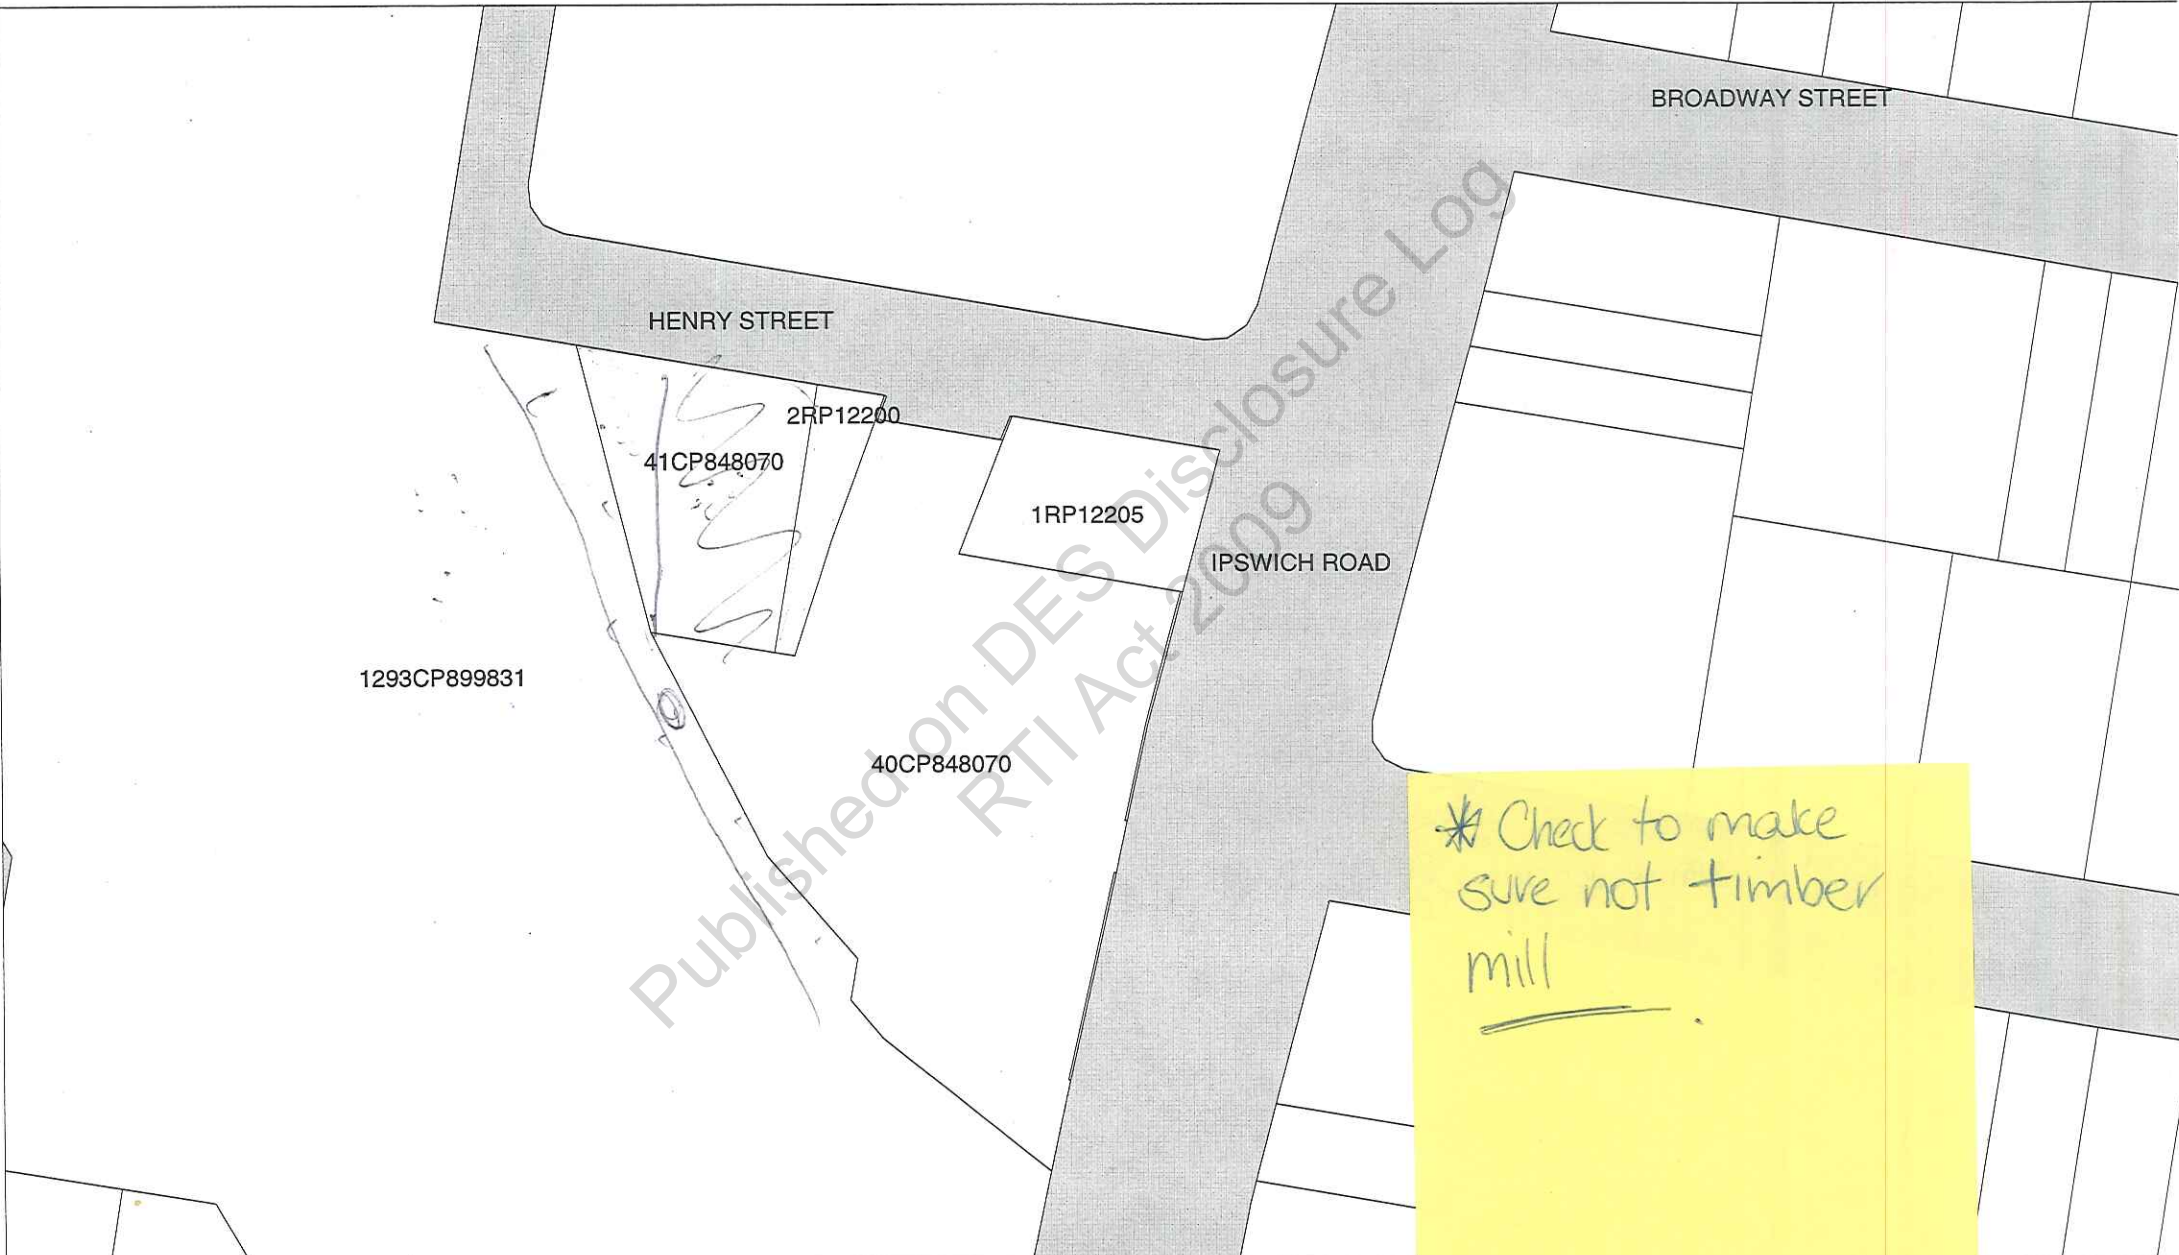 BROADWAY STREET
HENRY STREET
2RP12200
41CP848070
1RP12205
IPSWICH ROAD
1293CP899831
40CP848070
Published on DES Disclosure Log
RTI Act 2009
* Check to make
sure not timber
mill